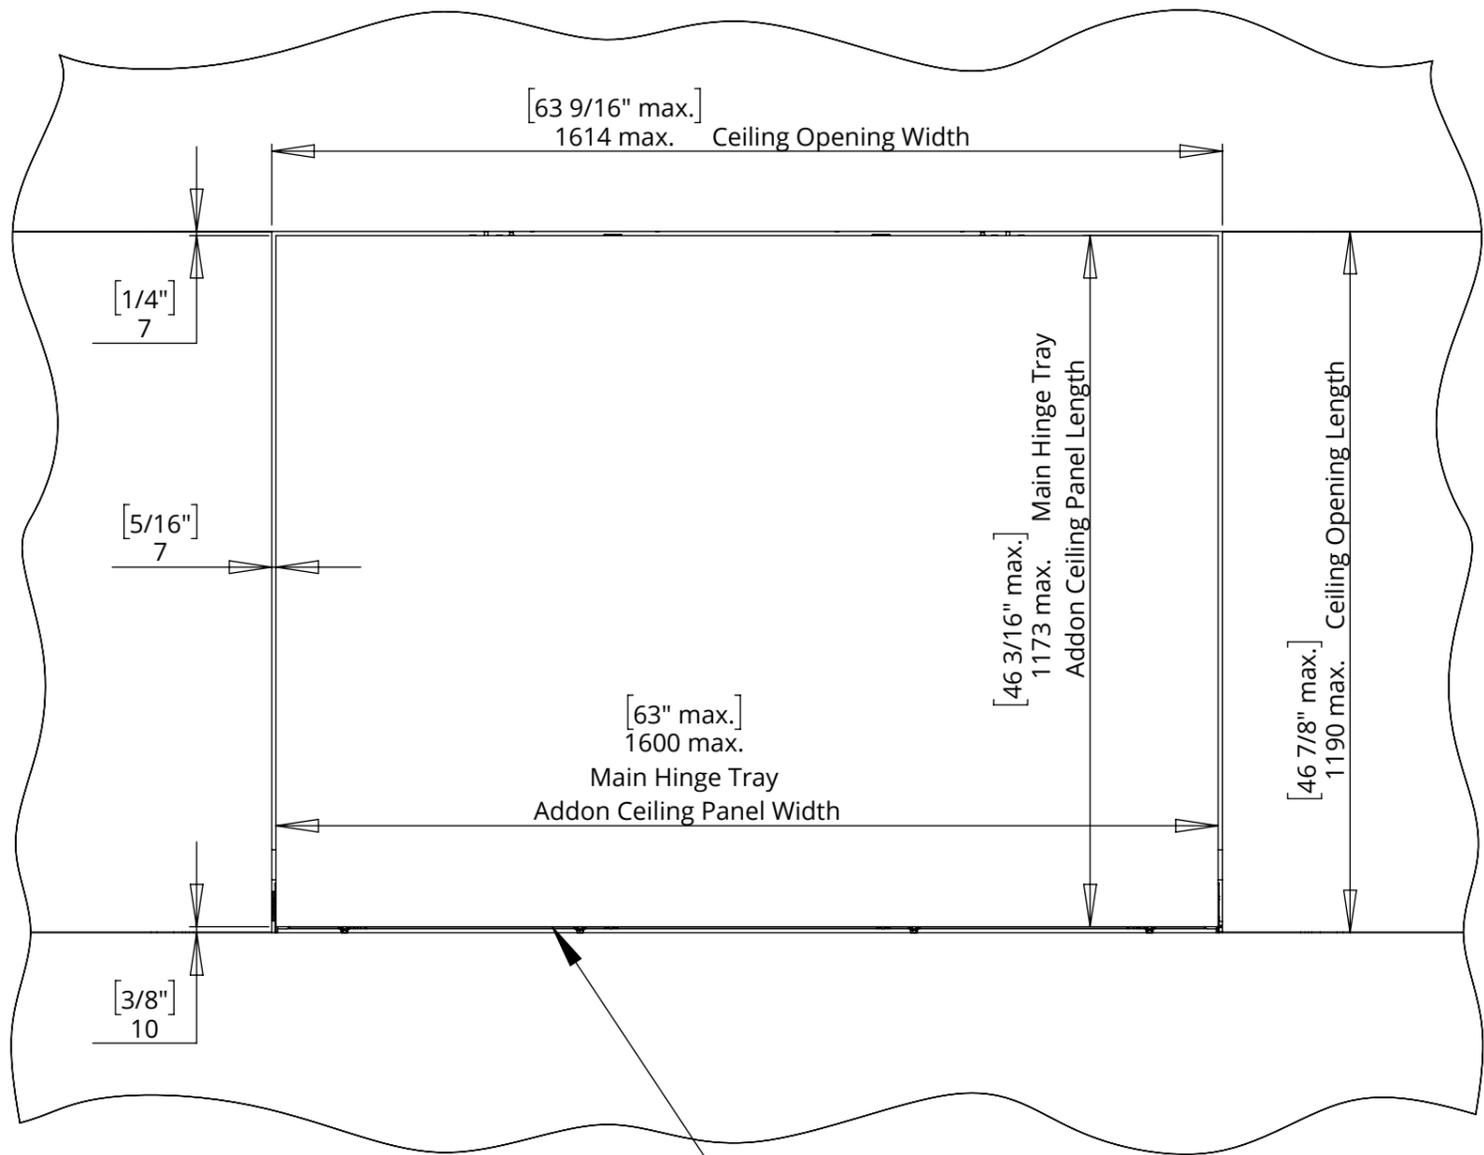 [63 9/16" max.]
1614 max. Ceiling Opening Width
[1/4"]
7
[5/16"]
7
[46 3/16" max.]
1173 max. Main Hinge Tray
Addon Ceiling Panel Length
[46 7/8" max.]
1190 max. Ceiling Opening Length
[63" max.]
1600 max.
Main Hinge Tray
Addon Ceiling Panel Width
[3/8"]
10